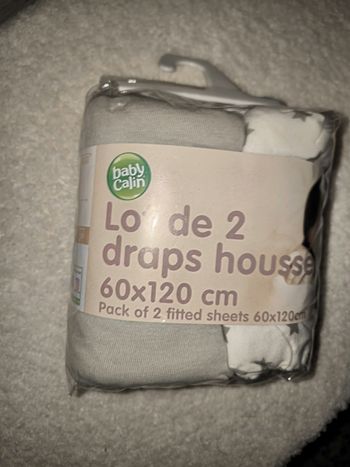 baby
Calin
Lot de 2
draps housse
60x120 cm
Pack of 2 fitted sheets 60x120cm